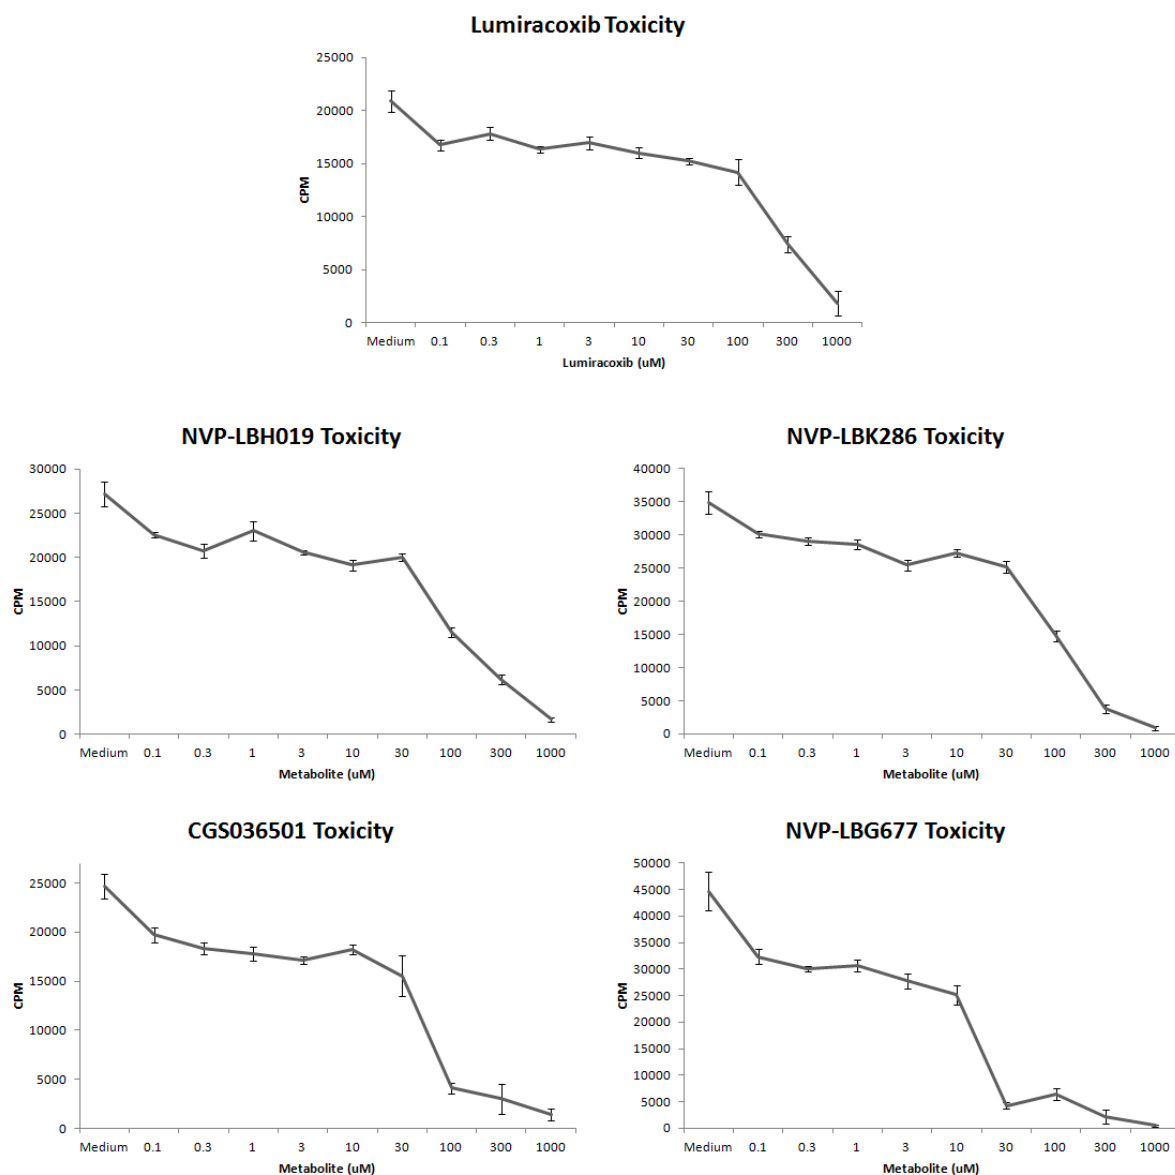 Lumiracoxib Toxicity
25000
20000
15000
10000
5000
0
CPM
Medium 0.1 0.3 1 3 10 30 100 300 1000
Lumiracoxib (uM)
NVP-LBH019 Toxicity
30000
25000
20000
15000
10000
5000
0
CPM
Medium 0.1 0.3 1 3 10 30 100 300 1000
Metabolite (uM)
NVP-LBK286 Toxicity
40000
35000
30000
25000
20000
15000
10000
5000
0
CPM
Medium 0.1 0.3 1 3 10 30 100 300 1000
Metabolite (uM)
CGS036501 Toxicity
25000
20000
15000
10000
5000
0
CPM
Medium 0.1 0.3 1 3 10 30 100 300 1000
Metabolite (uM)
NVP-LBG677 Toxicity
50000
45000
40000
35000
30000
25000
20000
15000
10000
5000
0
CPM
Medium 0.1 0.3 1 3 10 30 100 300 1000
Metabolite (uM)